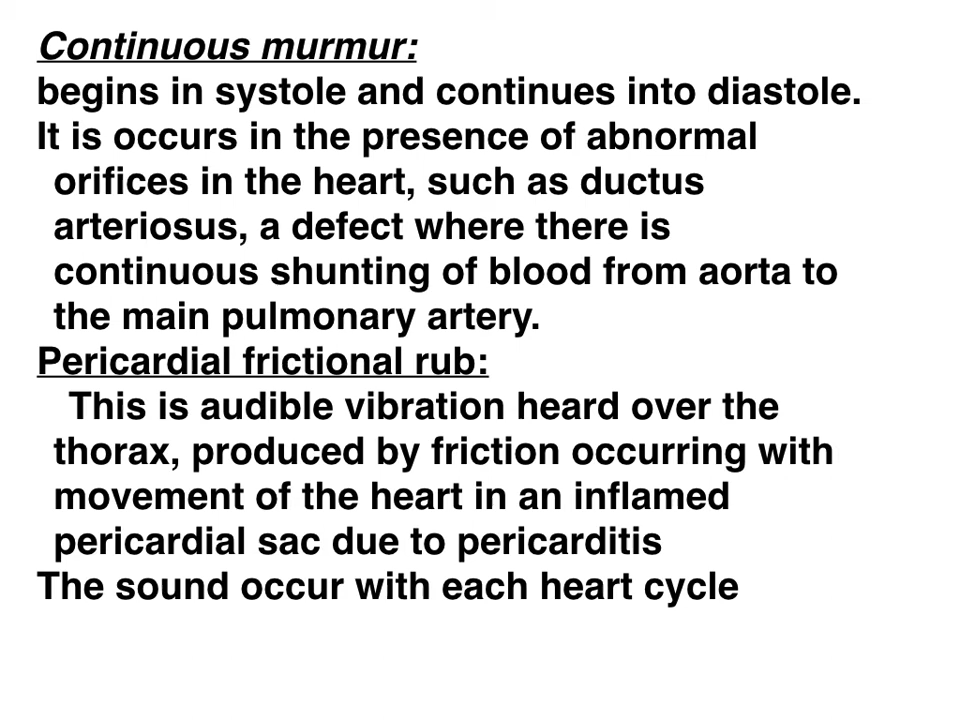 Continuous murmur:
begins in systole and continues into diastole.
It is occurs in the presence of abnormal
orifices in the heart, such as ductus
arteriosus, a defect where there is
continuous shunting of blood from aorta to
the main pulmonary artery.
Pericardial frictional rub:
This is audible vibration heard over the
thorax, produced by friction occurring with
movement of the heart in an inflamed
pericardial sac due to pericarditis
The sound occur with each heart cycle